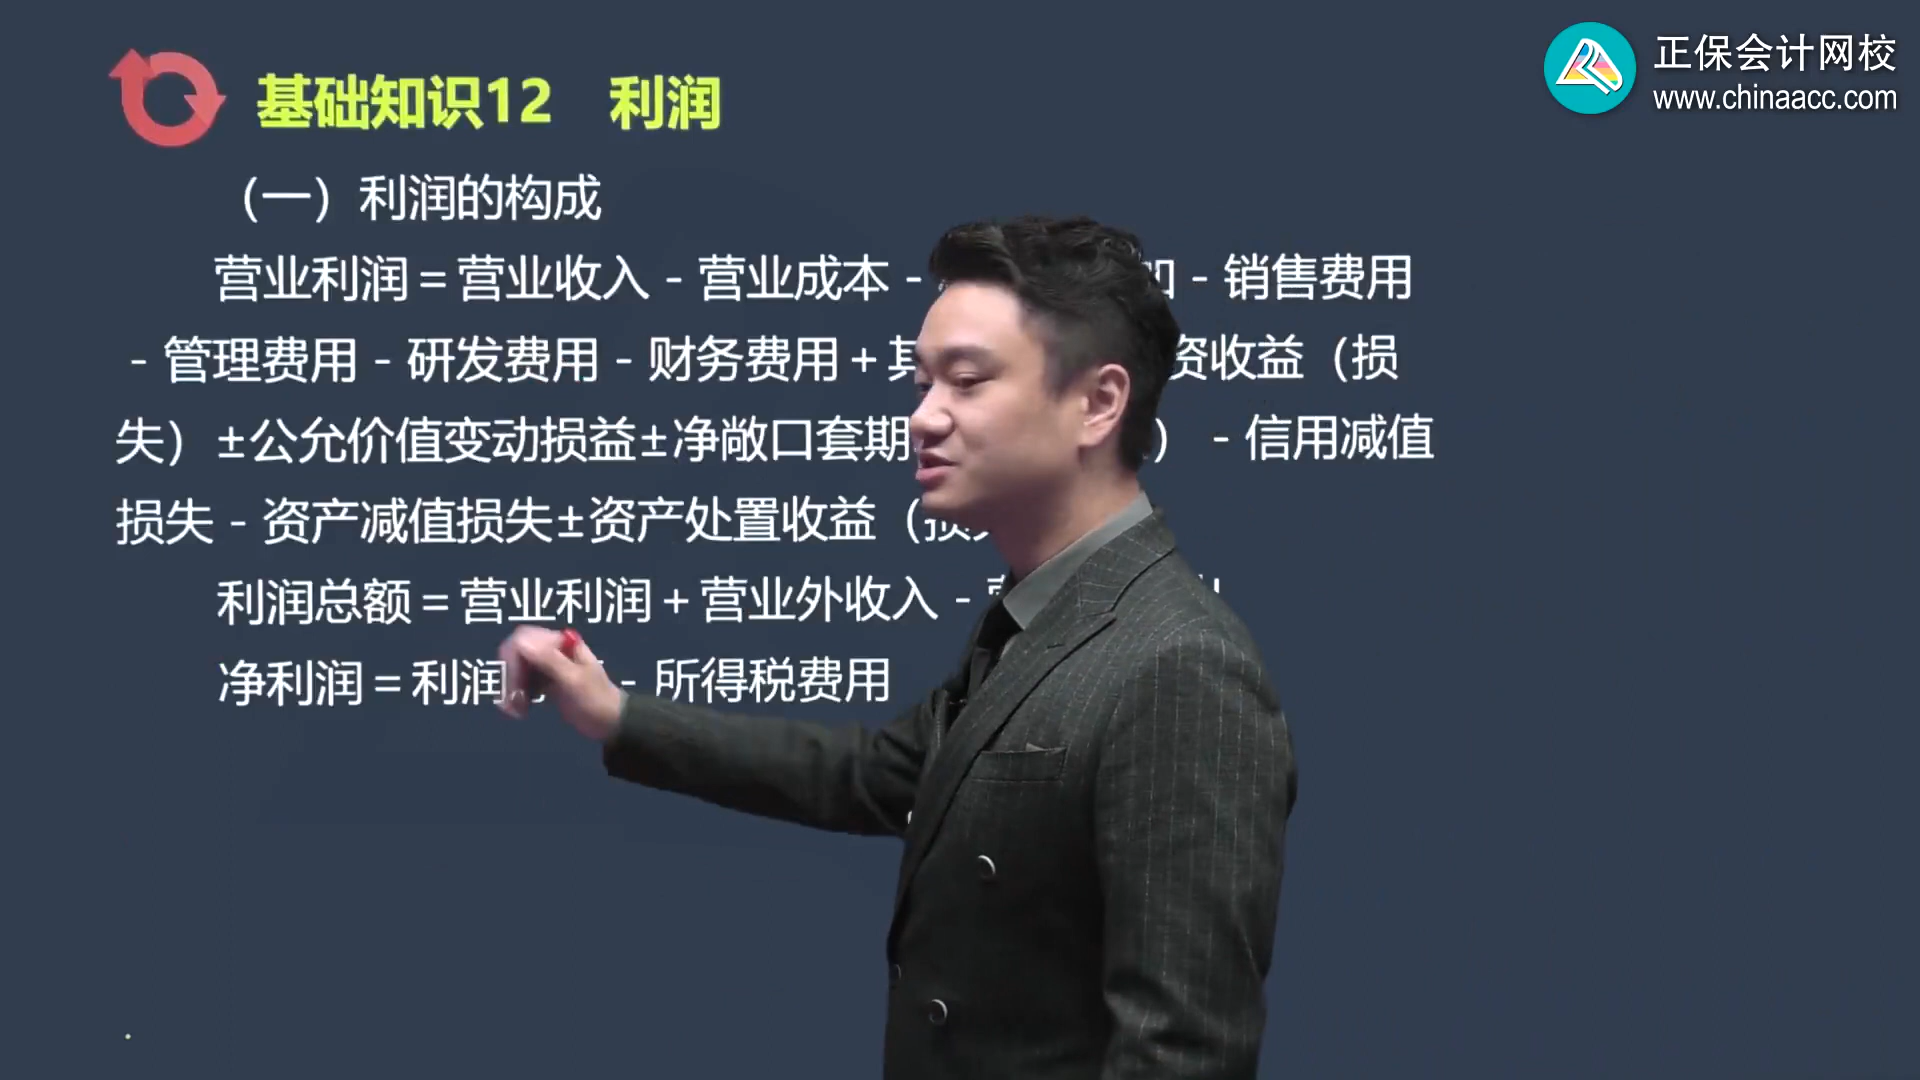 正保会计网校
www.chinaacc.com
基础知识12 利润
（一）利润的构成
营业利润＝营业收入－营业成本－ 加－销售费用
－管理费用－研发费用－财务费用＋其 资收益（损
失）±公允价值变动损益±净敞口套期 ）－信用减值
损失－资产减值损失±资产处置收益（损
利润总额＝营业利润＋营业外收入－
净利润＝利润 －所得税费用